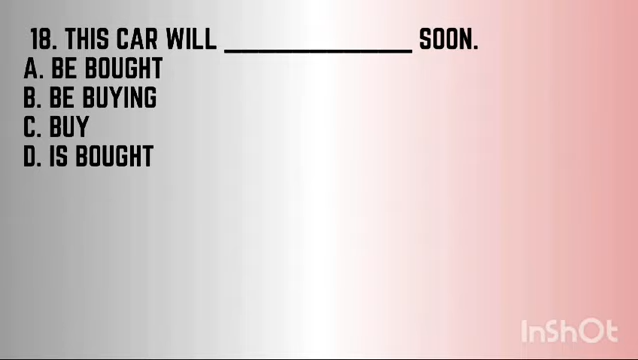 18. THIS CAR WILL _______________ SOON.
A. BE BOUGHT
B. BE BUYING
C. BUY
D. IS BOUGHT
InShOt